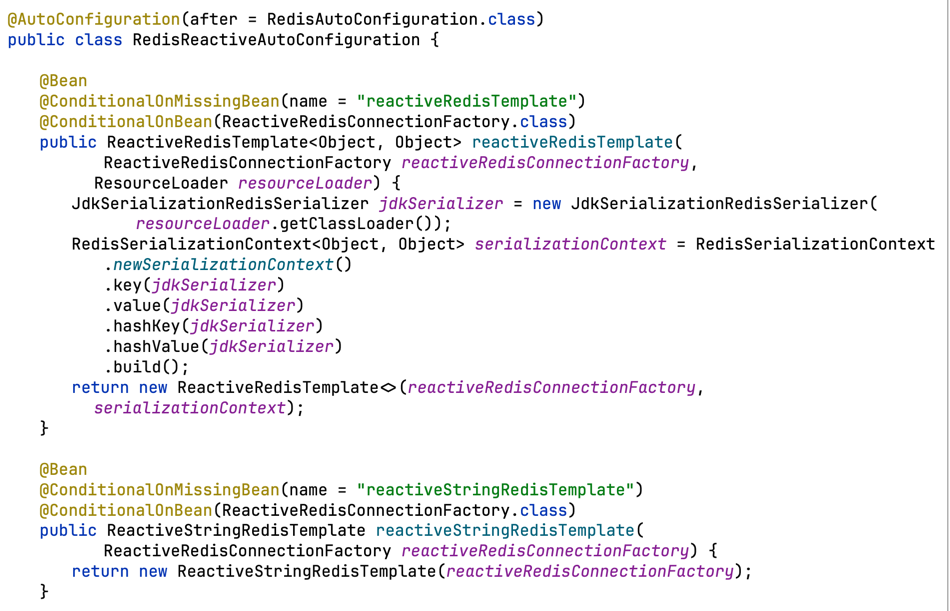 @AutoConfiguration(after = RedisAutoConfiguration.class)
public class RedisReactiveAutoConfiguration {
@Bean
@ConditionalOnMissingBean(name = "reactiveRedisTemplate")
@ConditionalOnBean(ReactiveRedisConnectionFactory.class)
public ReactiveRedisTemplate<Object, Object> reactiveRedisTemplate(
ReactiveRedisConnectionFactory reactiveRedisConnectionFactory,
ResourceLoader resourceLoader) {
JdkSerializationRedisSerializer jdkSerializer = new JdkSerializationRedisSerializer(
resourceLoader.getClassLoader());
RedisSerializationContext<Object, Object> serializationContext = RedisSerializationContext
.newSerializationContext()
.key(jdkSerializer)
.value(jdkSerializer)
.hashKey(jdkSerializer)
.hashValue(jdkSerializer)
.build();
return new ReactiveRedisTemplate<>(reactiveRedisConnectionFactory,
serializationContext);
}
@Bean
@ConditionalOnMissingBean(name = "reactiveStringRedisTemplate")
@ConditionalOnBean(ReactiveRedisConnectionFactory.class)
public ReactiveStringRedisTemplate reactiveStringRedisTemplate(
ReactiveRedisConnectionFactory reactiveRedisConnectionFactory) {
return new ReactiveStringRedisTemplate(reactiveRedisConnectionFactory);
}